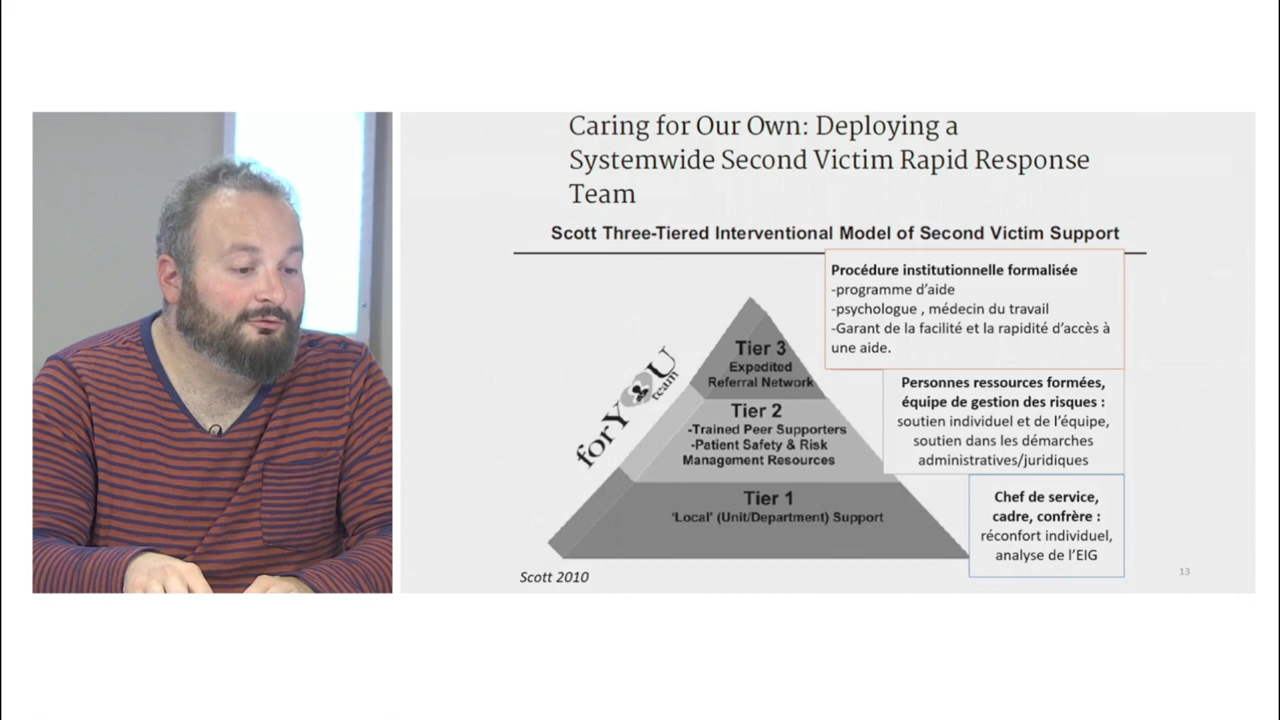 Caring for Our Own: Deploying a
Systemwide Second Victim Rapid Response
Team
Scott Three-Tiered Interventional Model of Second Victim Support
Procédure institutionnelle formalisée
-programme d'aide
-psychologue , médecin du travail
-Garant de la facilité et la rapidité d'accès à
une aide.
forYOU
team
Tier 3
Expedited
Referral Network
Personnes ressources formées,
équipe de gestion des risques :
soutien individuel et de l'équipe,
soutien dans les démarches
administratives/juridiques
Tier 2
-Trained Peer Supporters
-Patient Safety & Risk
Management Resources
Tier 1
'Local' (Unit/Department) Support
Chef de service,
cadre, confrère :
réconfort individuel,
analyse de l'EIG
Scott 2010
13